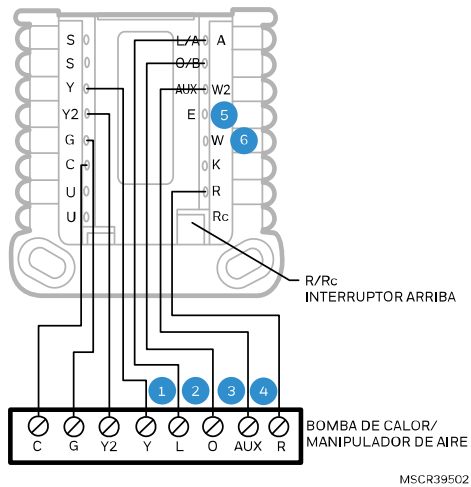 S L/A A
S O/B
Y AUX W2
Y2 E 5
G W 6
C K
U R
U Rc
R/Rc
INTERRUPTOR ARRIBA
1 2 3 4
C G Y2 Y L O AUX R
BOMBA DE CALOR/
MANIPULADOR DE AIRE
MSCR39502